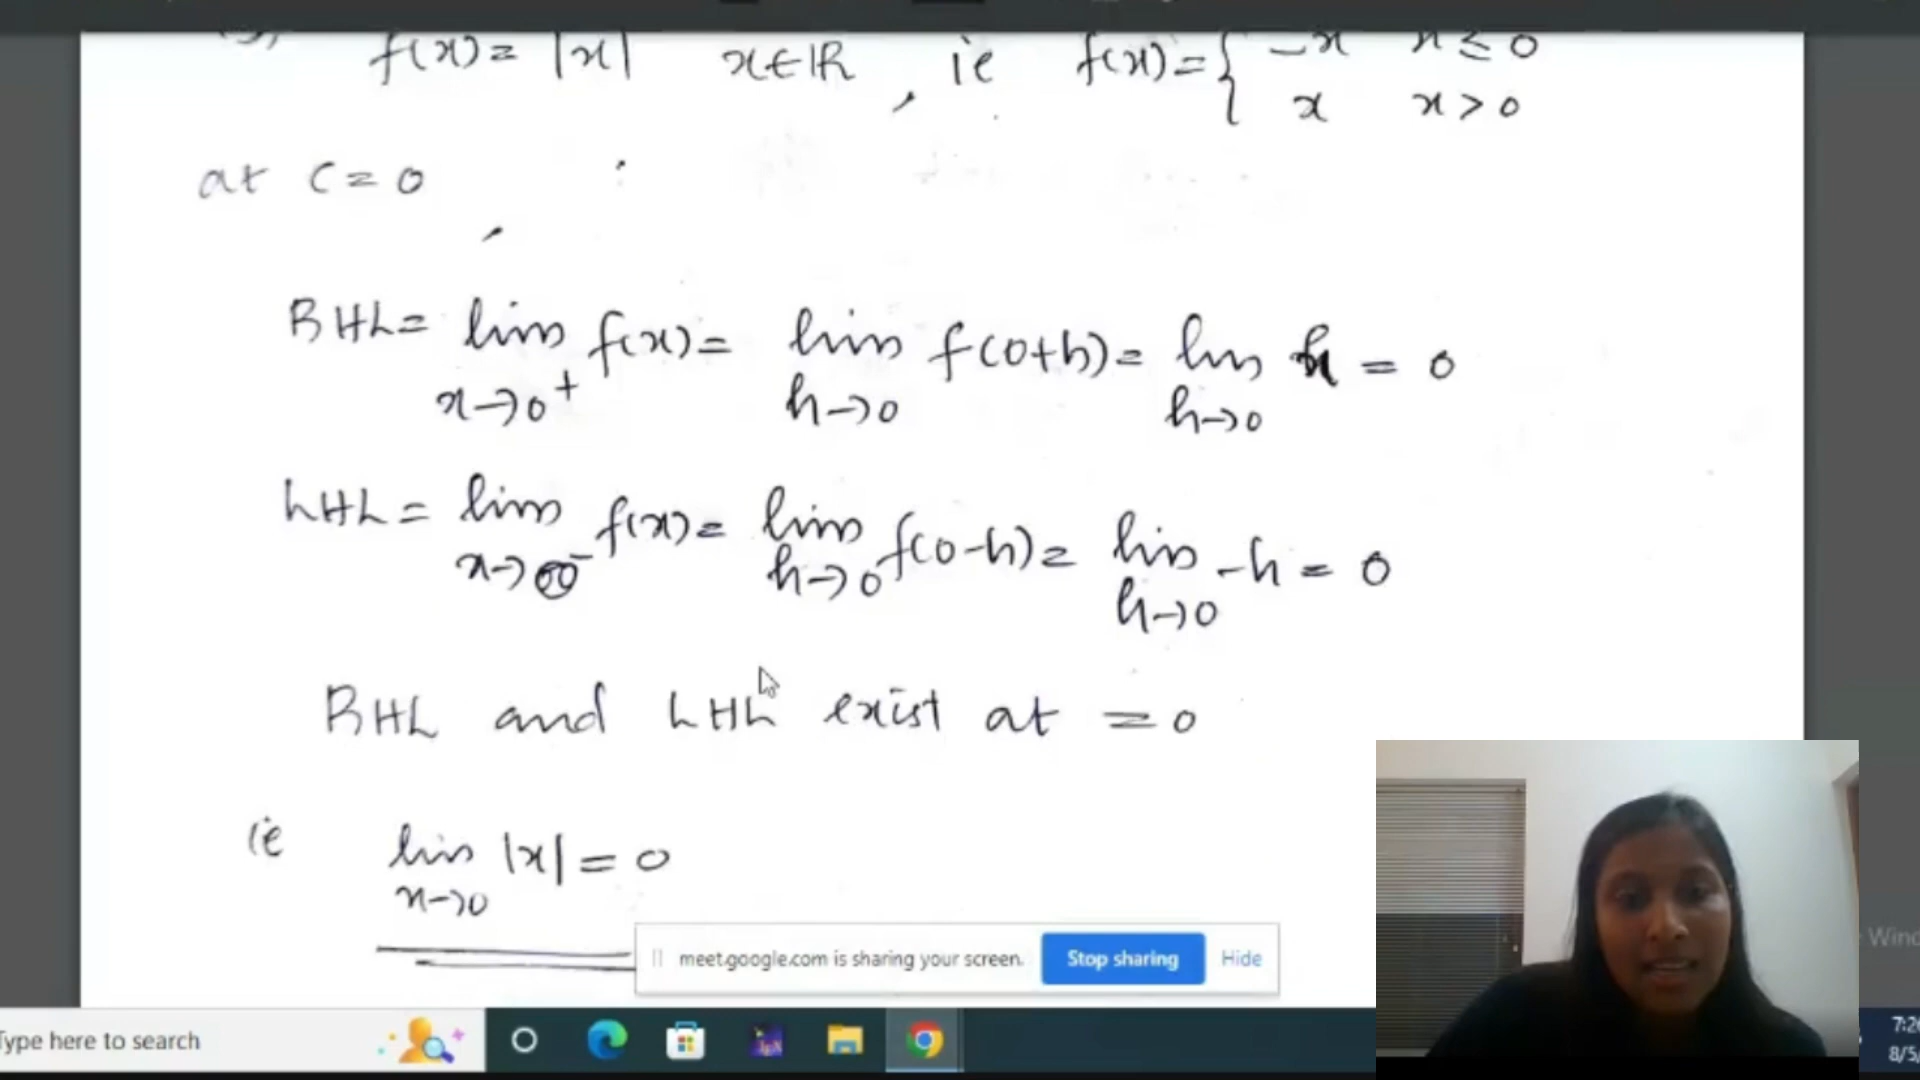 f(x) = |x| x∈ℝ, ie f(x) = { -x x ≤ 0
x x > 0
at c = 0
RHL = lim x→0⁺ f(x) = lim h→0 f(0+h) = lim h→0 h = 0
LHL = lim x→0⁻ f(x) = lim h→0 f(0-h) = lim h→0 -h = 0
RHL and LHL exist at = 0
ie lim x→0 |x| = 0
meet.google.com is sharing your screen.
Stop sharing
Hide
Type here to search